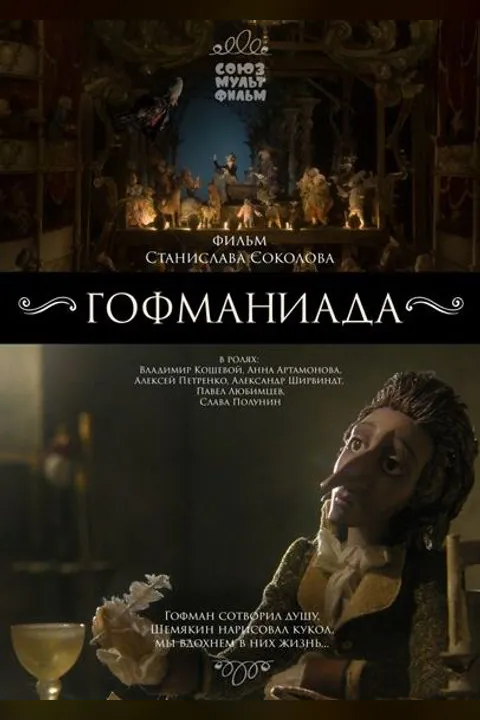 СОЮЗ
МУЛЬТ
ФИЛЬМ
ФИЛЬМ
СТАНИСЛАВА СОКОЛОВА
ГОФМАНИАДА
В РОЛЯХ:
ВЛАДИМИР КОШЕВОЙ, АННА АРТАМОНОВА,
АЛЕКСЕЙ ПЕТРЕНКО, АЛЕКСАНДР ШИРВИНДТ,
ПАВЕЛ ЛЮБИМЦЕВ,
СЛАВА ПОЛУНИН
ГОФМАН СОТВОРИЛ ДУШУ,
ШЕМЯКИН НАРИСОВАЛ КУКОЛ,
МЫ ВДОХНЕМ В НИХ ЖИЗНЬ...